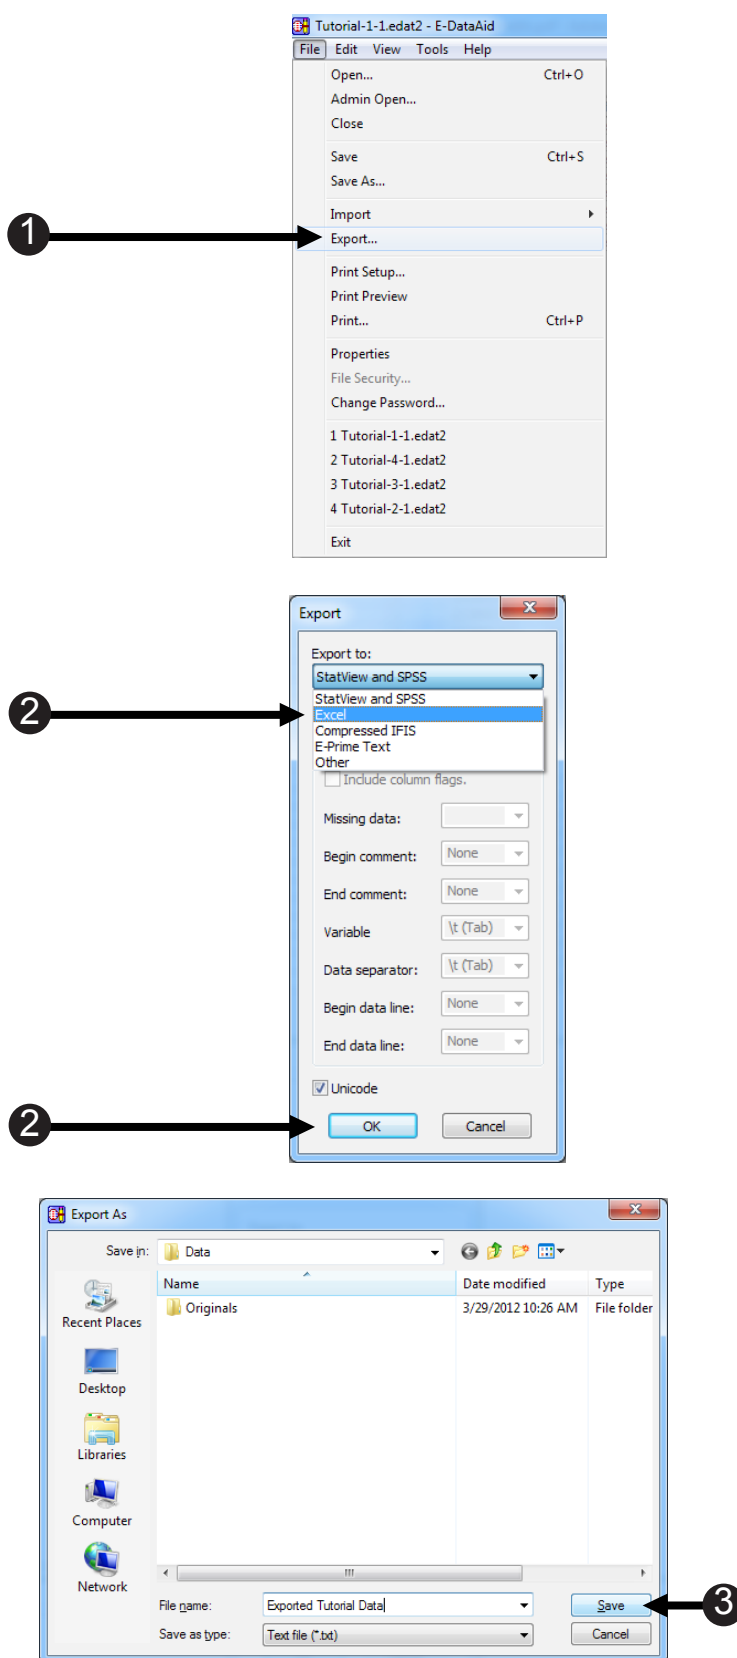 Tutorial-1-1.edat2 - E-DataAid
File Edit View Tools Help
Open... Ctrl+O
Admin Open...
Close
Save Ctrl+S
Save As...
Import
1
Export...
Print Setup...
Print Preview
Print... Ctrl+P
Properties
File Security...
Change Password...
1 Tutorial-1-1.edat2
2 Tutorial-4-1.edat2
3 Tutorial-3-1.edat2
4 Tutorial-2-1.edat2
Exit
Export
Export to:
StatView and SPSS
StatView and SPSS
2
Excel
Compressed IFIS
E-Prime Text
Other
Include column flags.
Missing data:
Begin comment: None
End comment: None
Variable \t (Tab)
Data separator: \t (Tab)
Begin data line: None
End data line: None
Unicode
2
OK Cancel
Export As
Save in: Data
Name Date modified Type
Originals 3/29/2012 10:26 AM File folder
Recent Places
Desktop
Libraries
Computer
Network
File name: Exported Tutorial Data Save
3
Save as type: Text file (*.txt) Cancel